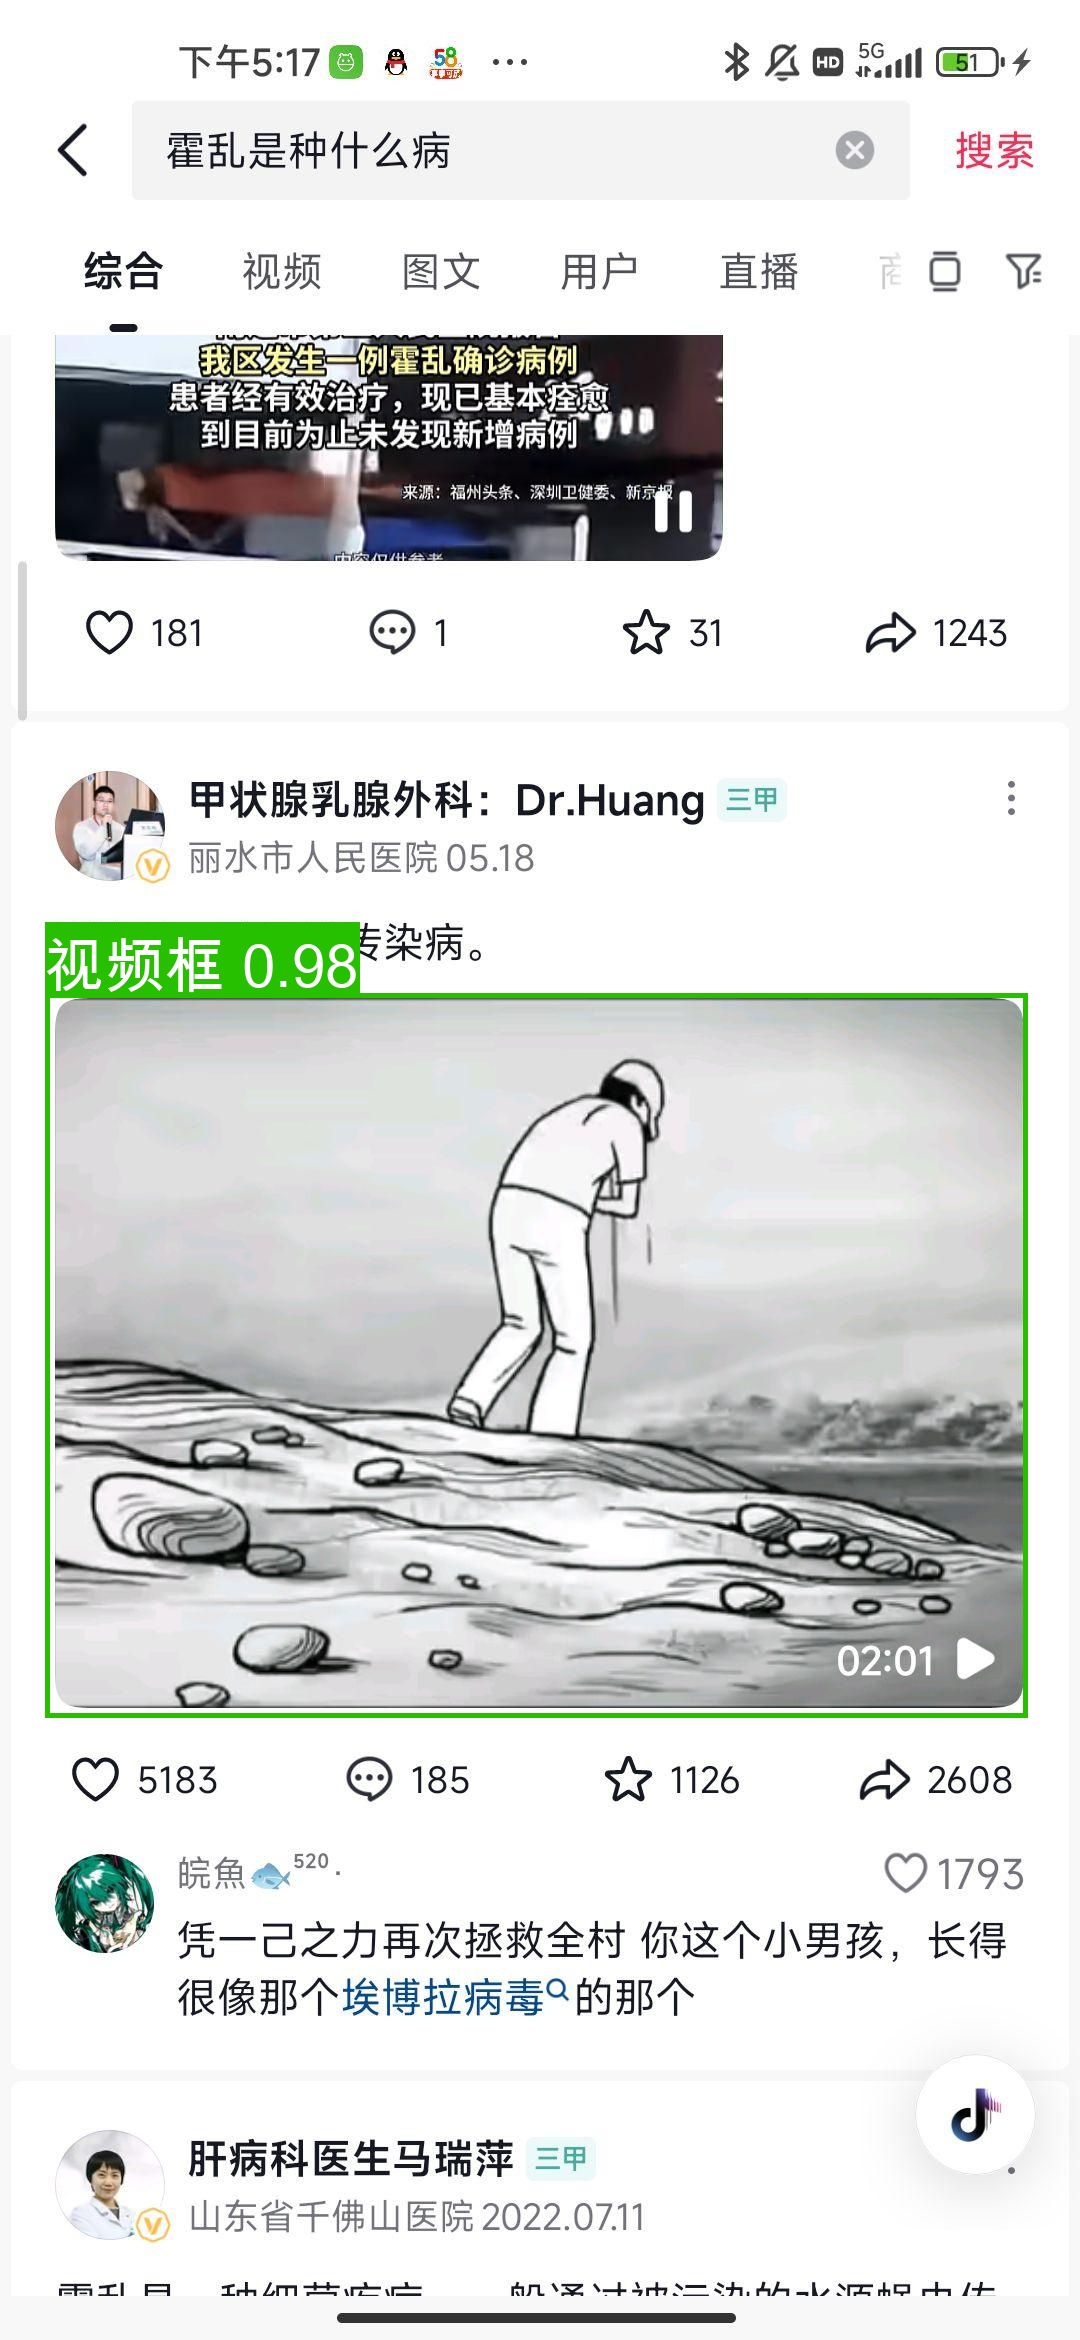 下午5:17
58
HD
5G
51
霍乱是种什么病
搜索
综合
视频
图文
用户
直播
我区发生一例霍乱确诊病例
患者经有效治疗，现已基本痊愈
到目前为止未发现新增病例
来源：福州头条、深圳卫健委、新京报
内容仅供参考
181
1
31
1243
甲状腺乳腺外科：Dr.Huang
三甲
丽水市人民医院 05.18
传染病。
视频框 0.98
02:01
5183
185
1126
2608
皖魚 520 .
1793
凭一己之力再次拯救全村 你这个小男孩，长得
很像那个埃博拉病毒的那个
肝病科医生马瑞萍
三甲
山东省千佛山医院 2022.07.11